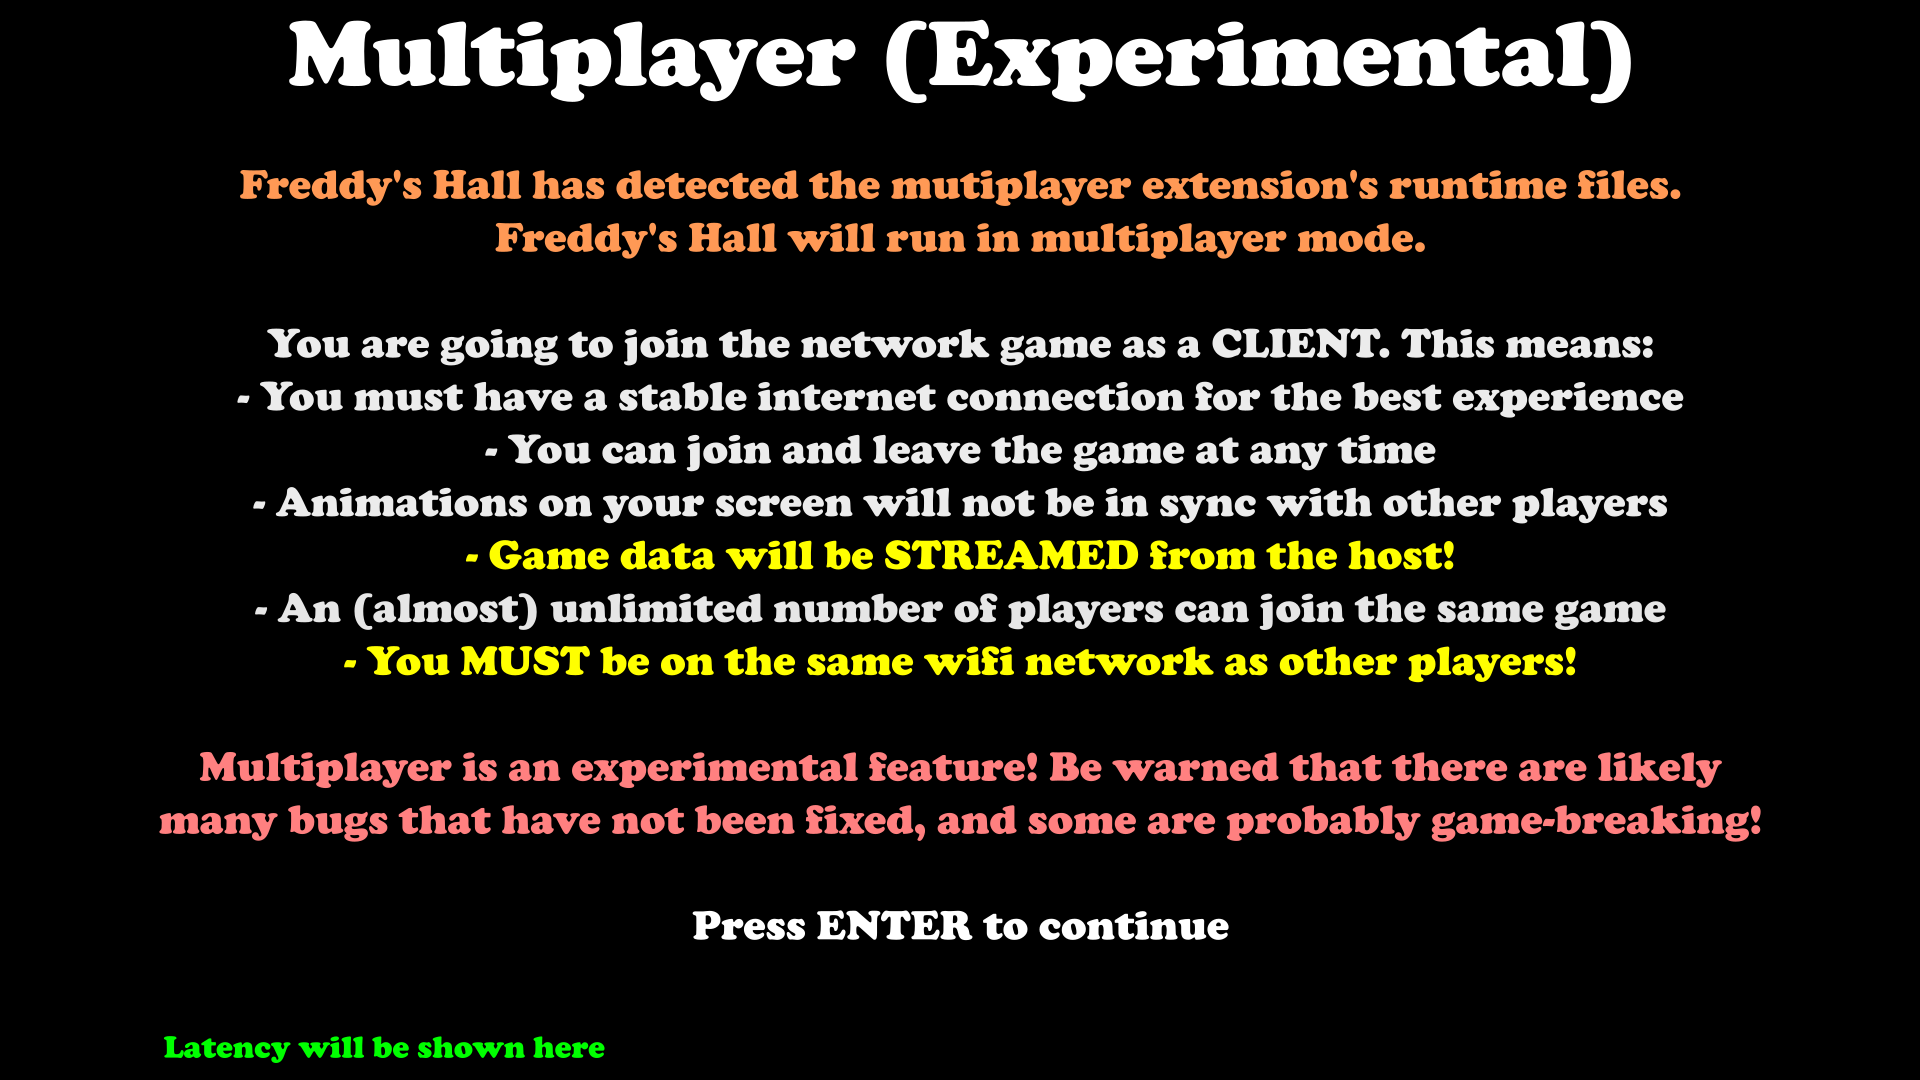 Multiplayer (Experimental)
Freddy's Hall has detected the mutiplayer extension's runtime files.
Freddy's Hall will run in multiplayer mode.
You are going to join the network game as a CLIENT. This means:
- You must have a stable internet connection for the best experience
- You can join and leave the game at any time
- Animations on your screen will not be in sync with other players
- Game data will be STREAMED from the host!
- An (almost) unlimited number of players can join the same game
- You MUST be on the same wifi network as other players!
Multiplayer is an experimental feature! Be warned that there are likely
many bugs that have not been fixed, and some are probably game-breaking!
Press ENTER to continue
Latency will be shown here